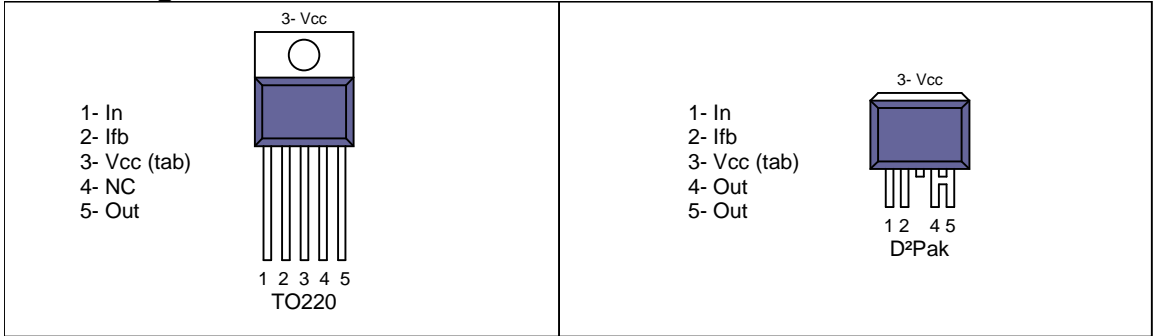 3- Vcc
1- In
2- Ifb
3- Vcc (tab)
4- NC
5- Out
1 2 3 4 5
TO220
3- Vcc
1- In
2- Ifb
3- Vcc (tab)
4- Out
5- Out
1 2 4 5
D²Pak